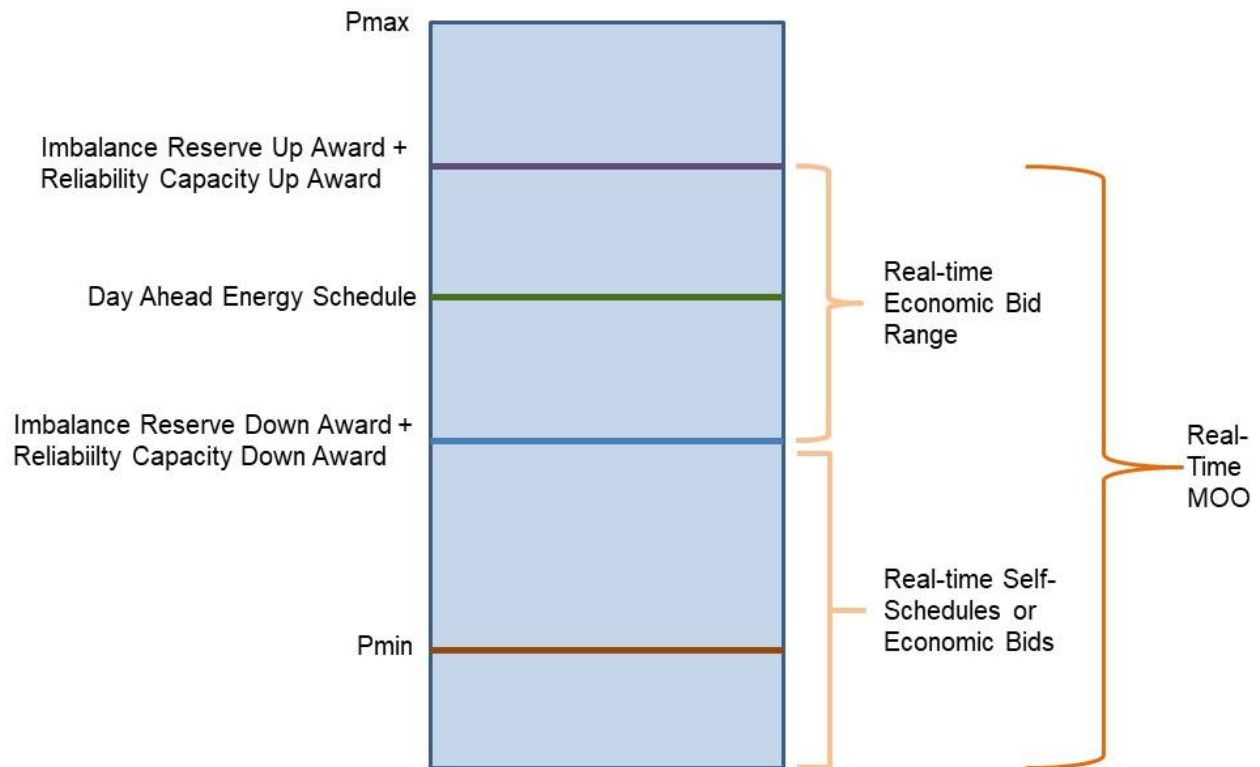 Pmax
Imbalance Reserve Up Award +
Reliability Capacity Up Award
Real-time
Economic Bid
Range
Day Ahead Energy Schedule
Imbalance Reserve Down Award +
Reliabiilty Capacity Down Award
Real-
Time
MOO
Real-time Self-
Schedules or
Economic Bids
Pmin